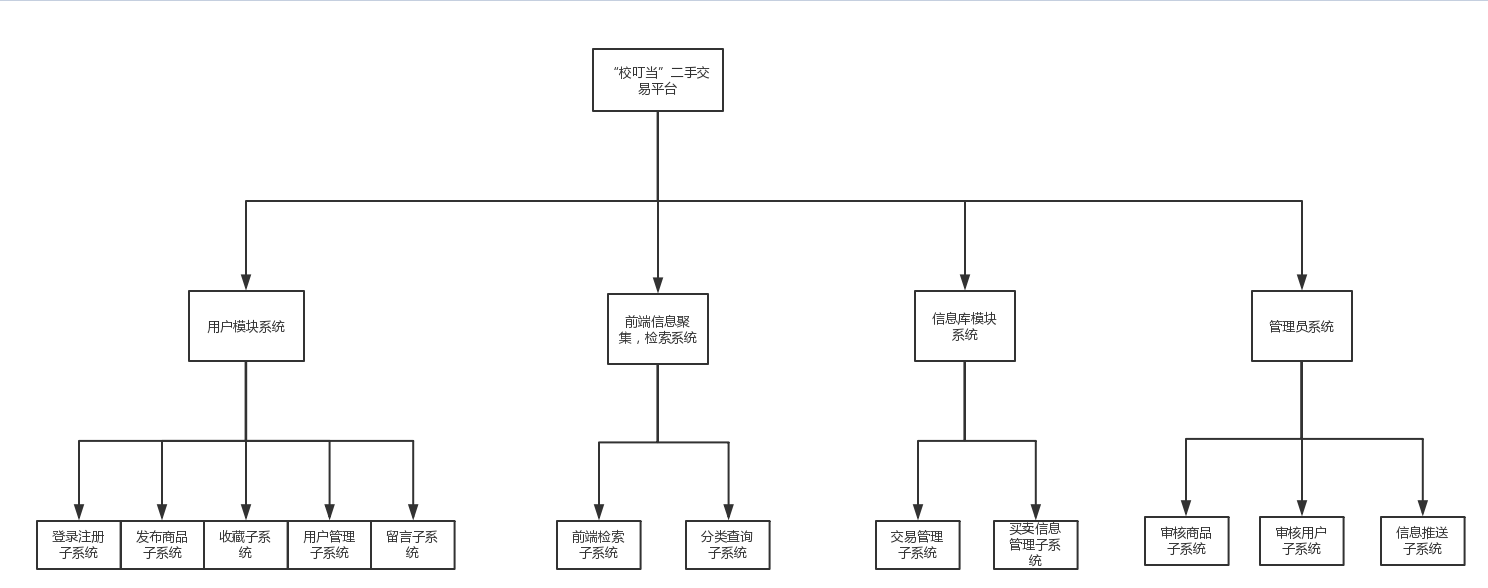 “校叮当”二手交
易平台
用户模块系统
前端信息聚
集，检索系统
信息库模块
系统
管理员系统
登录注册
子系统
发布商品
子系统
收藏子系
统
用户管理
子系统
留言子系
统
前端检索
子系统
分类查询
子系统
交易管理
子系统
买卖信息
管理子系
统
审核商品
子系统
审核用户
子系统
信息推送
子系统